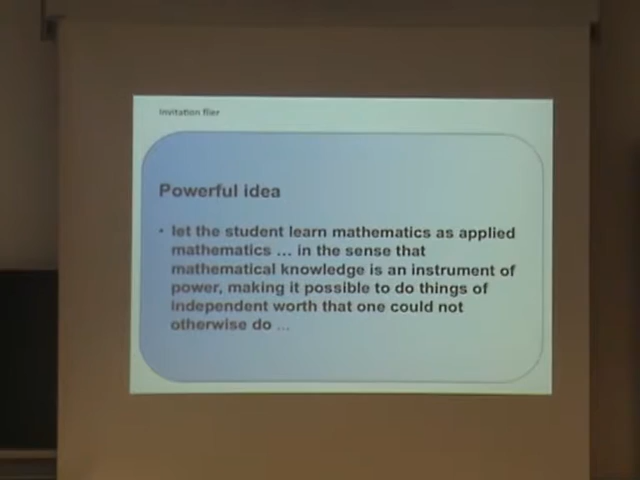 Invitation flier
Powerful idea
• let the student learn mathematics as applied
mathematics … in the sense that
mathematical knowledge is an instrument of
power, making it possible to do things of
independent worth that one could not
otherwise do …